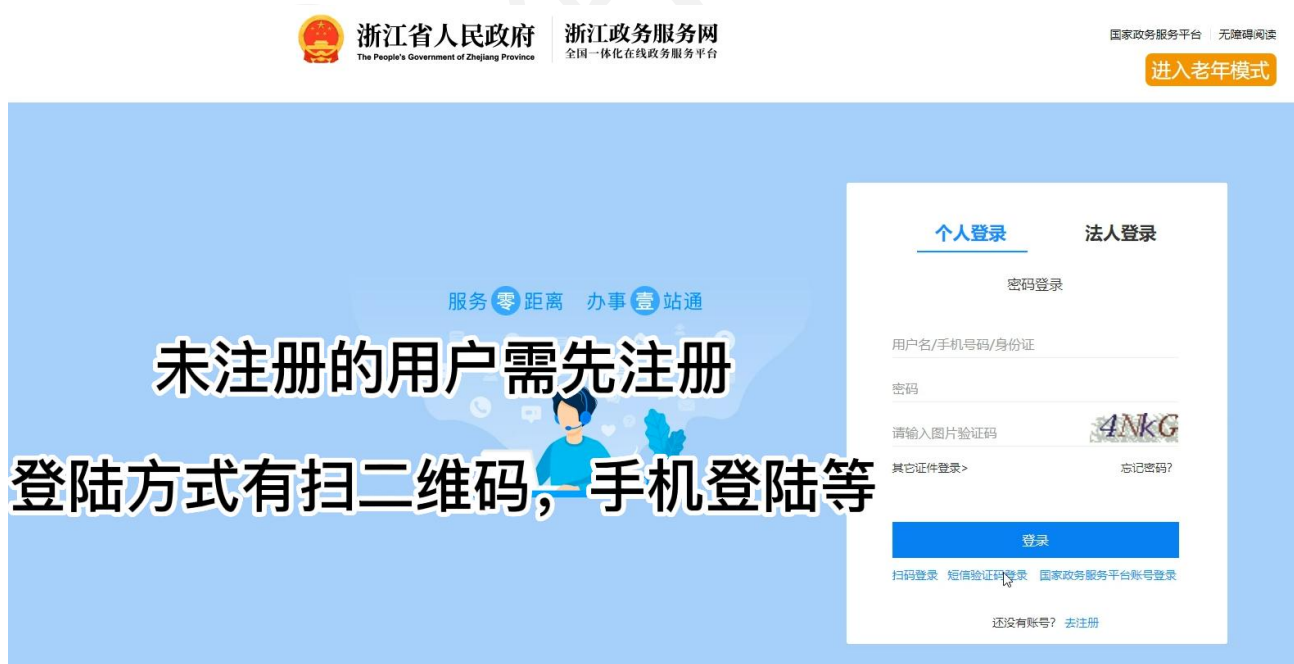 浙江省人民政府
The People's Government of Zhejiang Province
浙江政务服务网
全国一体化在线政务服务平台
国家政务服务平台 无障碍阅读
进入老年模式
个人登录 法人登录
密码登录
服务零距离 办事壹站通
未注册的用户需先注册
登陆方式有扫二维码，手机登陆等
用户名/手机号码/身份证
密码
请输入图片验证码
4NkG
其它证件登录> 忘记密码?
登录
扫码登录 短信验证码登录 国家政务服务平台账号登录
还没有账号? 去注册